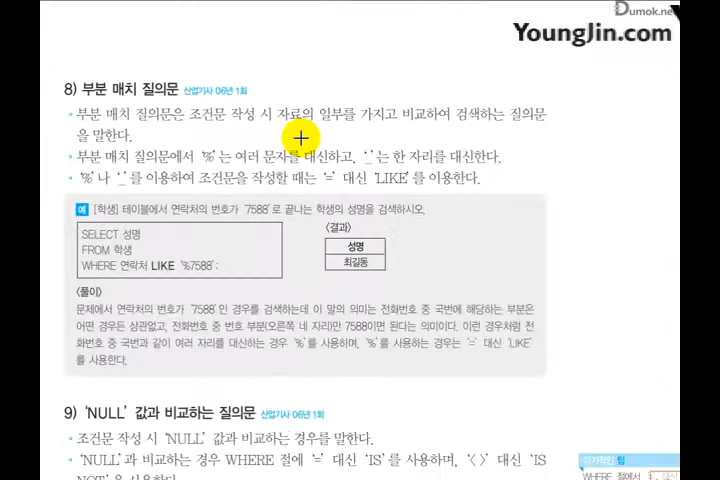 Dumok.ne
YoungJin.com
8) 부분 매치 질의문 산업기사 06년 1회
• 부분 매치 질의문은 조건문 작성 시 자료의 일부를 가지고 비교하여 검색하는 질의문
을 말한다.
• 부분 매치 질의문에서 '%'는 여러 문자를 대신하고, '_'는 한 자리를 대신한다.
• '%'나 '_'를 이용하여 조건문을 작성할 때는 '=' 대신 'LIKE'를 이용한다.
예 [학생] 테이블에서 연락처의 번호가 '7588'로 끝나는 학생의 성명을 검색하시오.
SELECT 성명
FROM 학생
WHERE 연락처 LIKE '%7588';
〈결과〉
성명
최길동
〈풀이〉
문제에서 연락처의 번호가 '7588'인 경우를 검색하는데 이 말의 의미는 전화번호 중 국번에 해당하는 부분은
어떤 경우든 상관없고, 전화번호 중 번호 부분(오른쪽 네 자리)만 7588이면 된다는 의미이다. 이런 경우처럼 전
화번호 중 국번과 같이 여러 자리를 대신하는 경우 '%'를 사용하며, '%'를 사용하는 경우는 '=' 대신 'LIKE'
를 사용한다.
9) 'NULL' 값과 비교하는 질의문 산업기사 06년 1회
• 조건문 작성 시 'NULL' 값과 비교하는 경우를 말한다.
• 'NULL'과 비교하는 경우 WHERE 절에 '=' 대신 'IS'를 사용하며, '〈 〉' 대신 'IS
NOT'을 사용한다.
팁
WHERE 절에서